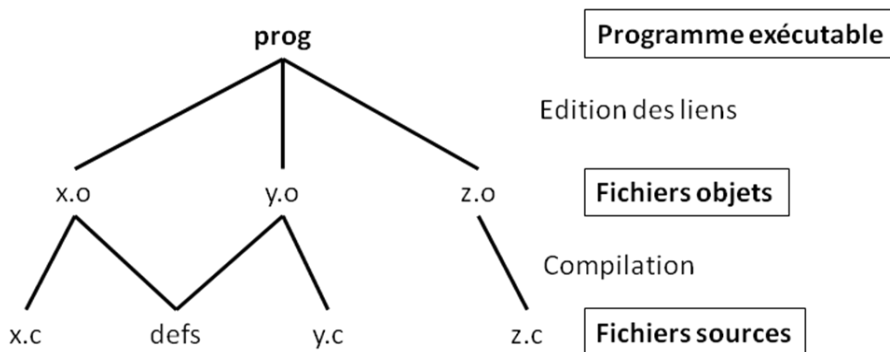 prog
Programme exécutable
Edition des liens
x.o y.o z.o
Fichiers objets
Compilation
x.c defs y.c z.c
Fichiers sources